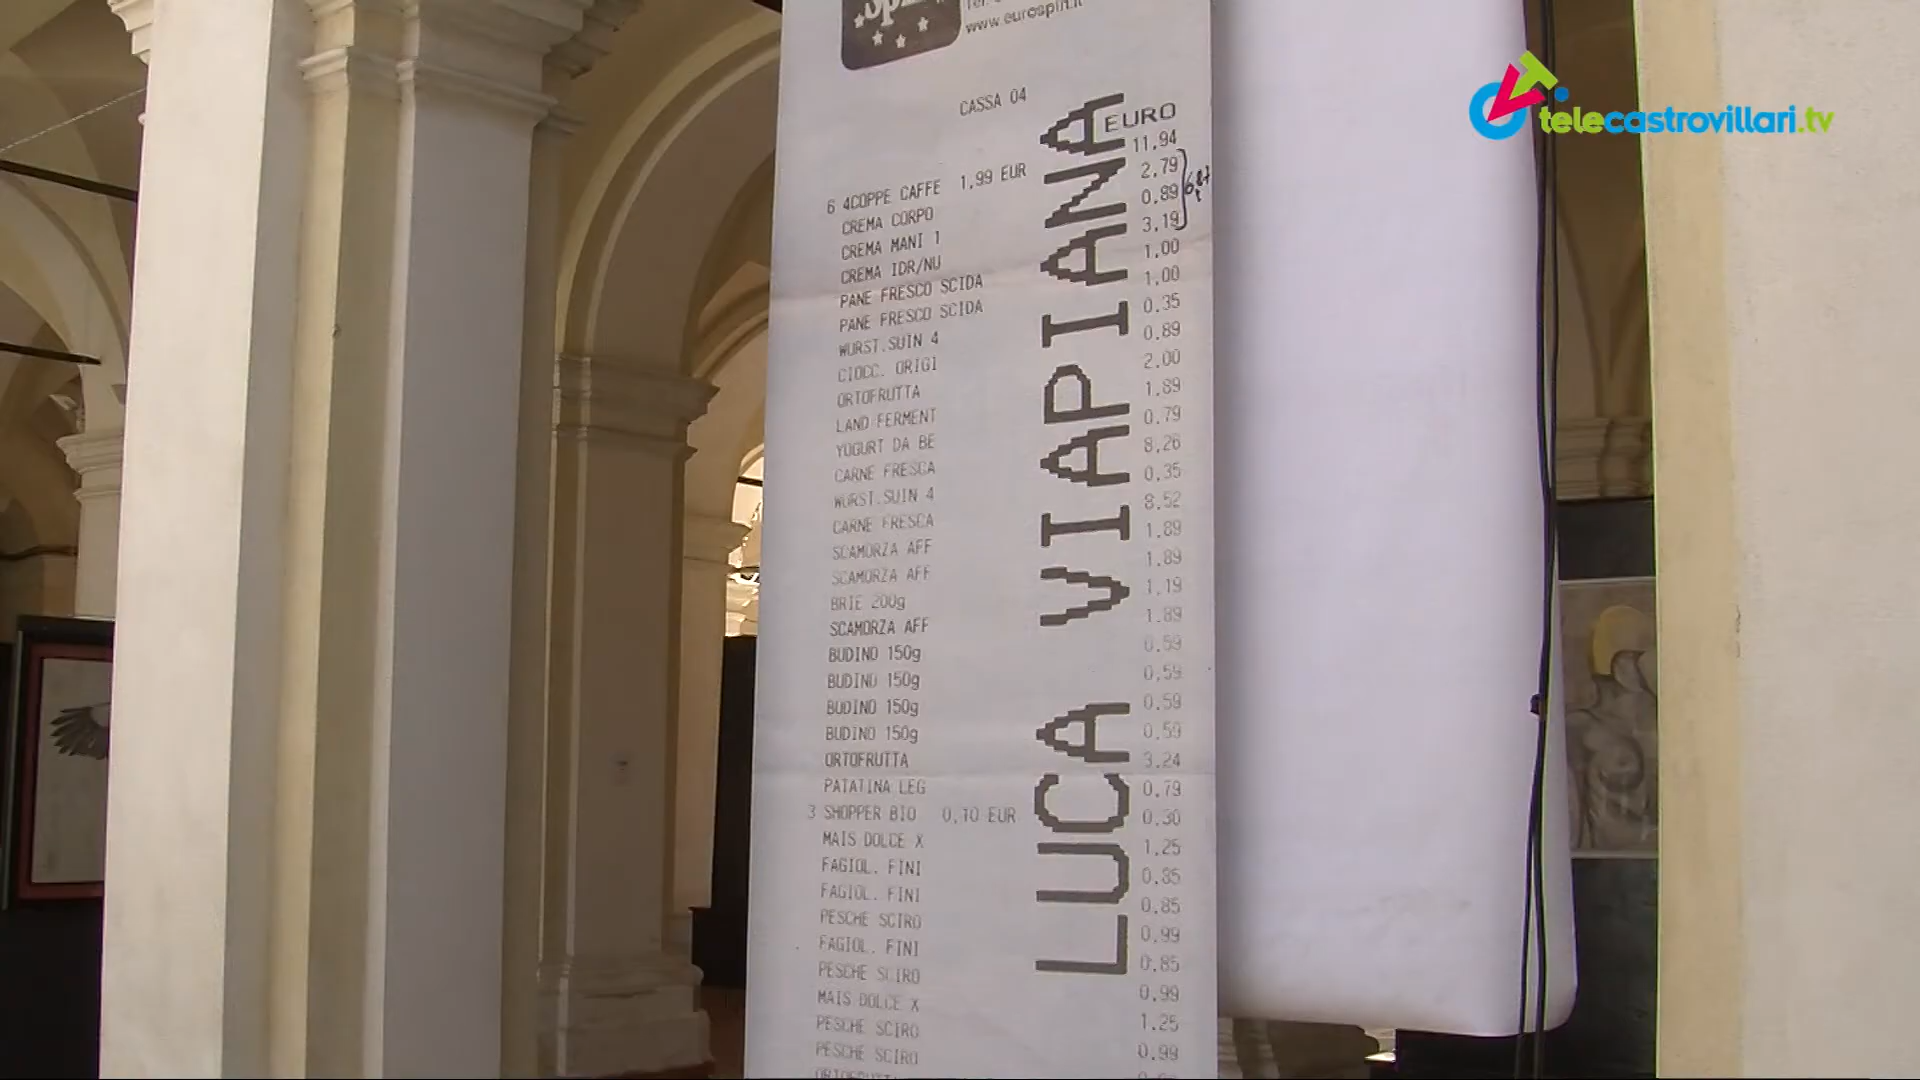 Spi
Tel.
www.eurospin.it
telecastrovillari.tv
CASSA 04
EURO
6 4COPPE CAFFE 1,99 EUR 11,94
CREMA CORPO 2,79
CREMA MANI 1 0,89
CREMA IDR/NU 3,19
6,87
PANE FRESCO SCIDA 1,00
PANE FRESCO SCIDA 1,00
WURST.SUIN 4 0,35
CIOCC. ORIGI 0,89
ORTOFRUTTA 2,00
LAND FERMENT 1,89
YOGURT DA BE 0,79
CARNE FRESCA 8,26
WURST.SUIN 4 0,35
CARNE FRESCA 8,52
SCAMORZA AFF 1,89
SCAMORZA AFF 1,89
BRIE 200g 1,19
SCAMORZA AFF 1,89
BUDINO 150g 0,59
BUDINO 150g 0,59
BUDINO 150g 0,59
BUDINO 150g 0,59
ORTOFRUTTA 3,24
PATATINA LEG 0,79
3 SHOPPER BIO 0,10 EUR 0,30
MAIS DOLCE X 1,25
FAGIOL. FINI 0,85
FAGIOL. FINI 0,85
PESCHE SCIRO 0,99
FAGIOL. FINI 0,85
PESCHE SCIRO 0,99
MAIS DOLCE X 1,25
PESCHE SCIRO 0,99
PESCHE SCIRO
ORTOFRUTTA
LUCA VIAPIANA